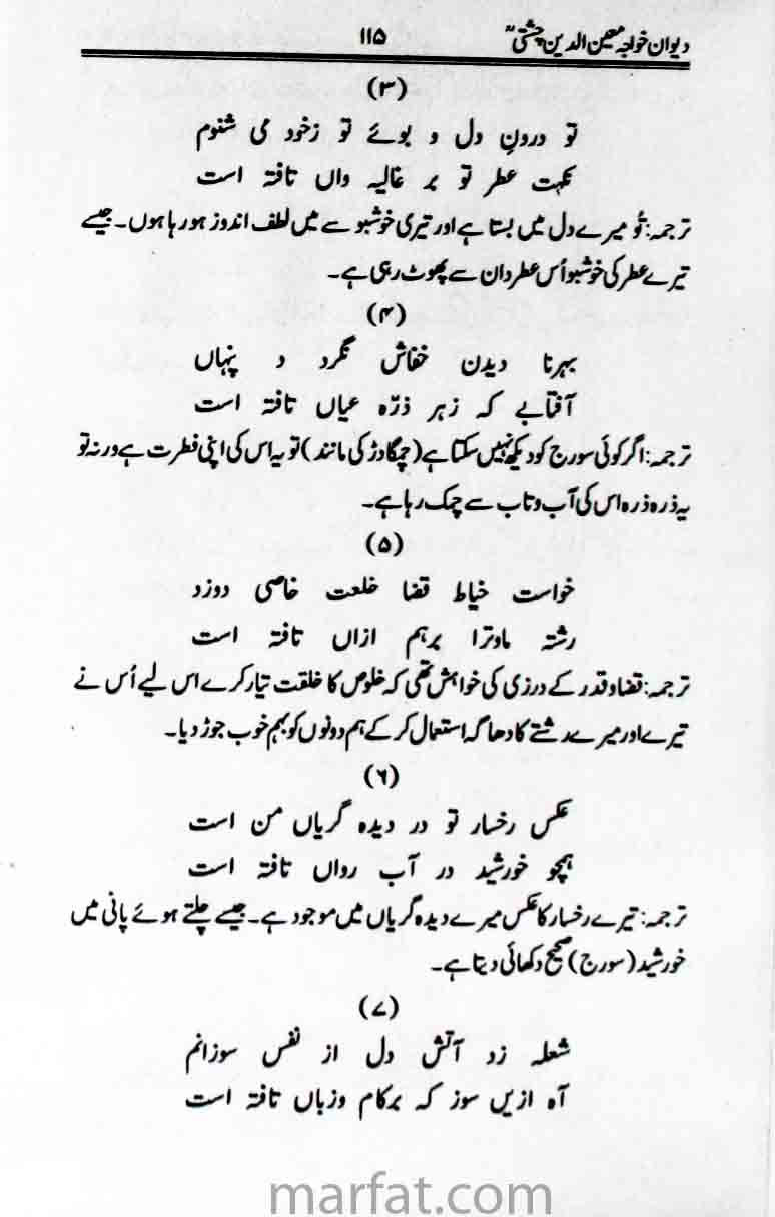 دیوان خواجہ معین الدین چشتیؒ ۱۱۵
(۳)
تو درونِ دل و بوئے تو زخود می شنوم
نکہت عطر تو بر غالیہ واں تافتہ است
ترجمہ: تُو میرے دل میں بستا ہے اور تیری خوشبو سے میں لطف اندوز ہو رہا ہوں۔ جیسے
تیرے عطر کی خوشبو اُس عطردان سے پھوٹ رہی ہے۔
(۴)
بہرنا دیدن خفاش نگرد د پنہاں
آفتابے کہ زہر ذرّہ عیاں تافتہ است
ترجمہ: اگر کوئی سورج کو دیکھ نہیں سکتا ہے (چمگادڑ کی مانند) تو یہ اس کی اپنی فطرت ہے ورنہ تو
یہ ذرہ ذرہ اس کی آب وتاب سے چمک رہا ہے۔
(۵)
خواست خیاط قضا خلعت خاصی دوزد
رشتہ ماوترا برہم ازاں تافتہ است
ترجمہ: قضا و قدر کے درزی کی خواہش تھی کہ خلوص کا خلقت تیار کرے اس لیے اُس نے
تیرے اور میرے رشتے کا دھاگہ استعمال کر کے ہم دونوں کو بہم خوب جوڑ دیا۔
(۶)
عکس رخسار تو در دیدہ گریاں من است
ہمچو خورشید در آب رواں تافتہ است
ترجمہ: تیرے رخسار کا عکس میرے دیدہ گریاں میں موجود ہے۔ جیسے چلتے ہوئے پانی میں
خورشید (سورج) صحیح دکھائی دیتا ہے۔
(۷)
شعلہ زد آتش دل از نفس سوزانم
آہ ازیں سوز کہ برکام وزباں تافتہ است
marfat.com